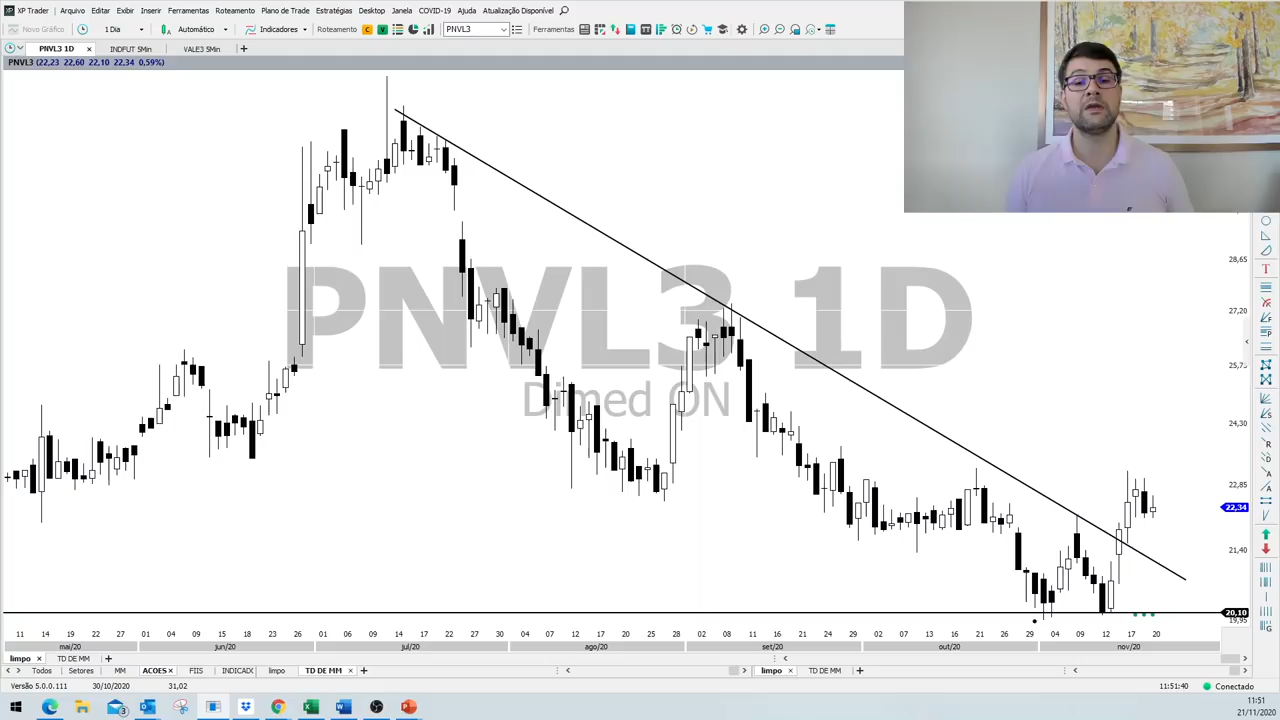 XP Trader Arquivo Editar Exibir Inserir Ferramentas Roteamento Plano de Trade Estratégias Desktop Janela COVID-19 Ajuda Atualização Disponível
Novo Gráfico 1 Dia Automático Indicadores Roteamento C V PNVL3 Ferramentas
PNVL3 1D INDFUT 5Min VALE3 5Min
PNVL3 (22,23 22,60 22,10 22,34 0,59%)
PNVL3 1D
Dimed ON
28,65
27,20
25,7
24,30
22,85
22,34
21,40
20,10
19,95
11 14 19 22 27 01 04 09 15 18 23 26 01 06 09 14 17 22 27 30 04 07 12 17 20 25 28 02 08 11 16 21 24 29 02 07 13 16 21 26 29 04 09 12 17 20
mai/20 jun/20 jul/20 ago/20 set/20 out/20 nov/20
limpo TD DE MM
Todos Setores MM ACOES FIIS INDICADO limpo TD DE MM limpo TD DE MM
Versão 5.0.0.111 30/10/2020 31,02 11:51:40 Conectado
11:51
21/11/2020